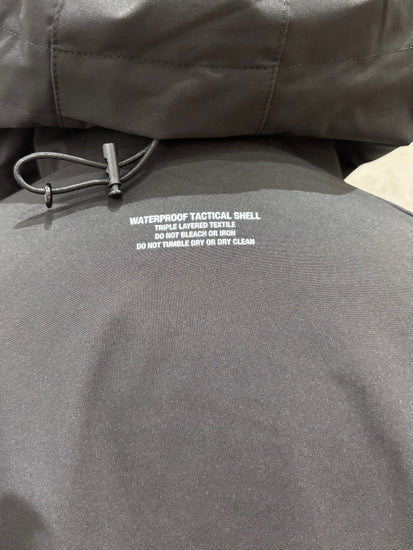 WATERPROOF TACTICAL SHELL
TRIPLE LAYERED TEXTILE
DO NOT BLEACH OR IRON
DO NOT TUMBLE DRY OR DRY CLEAN